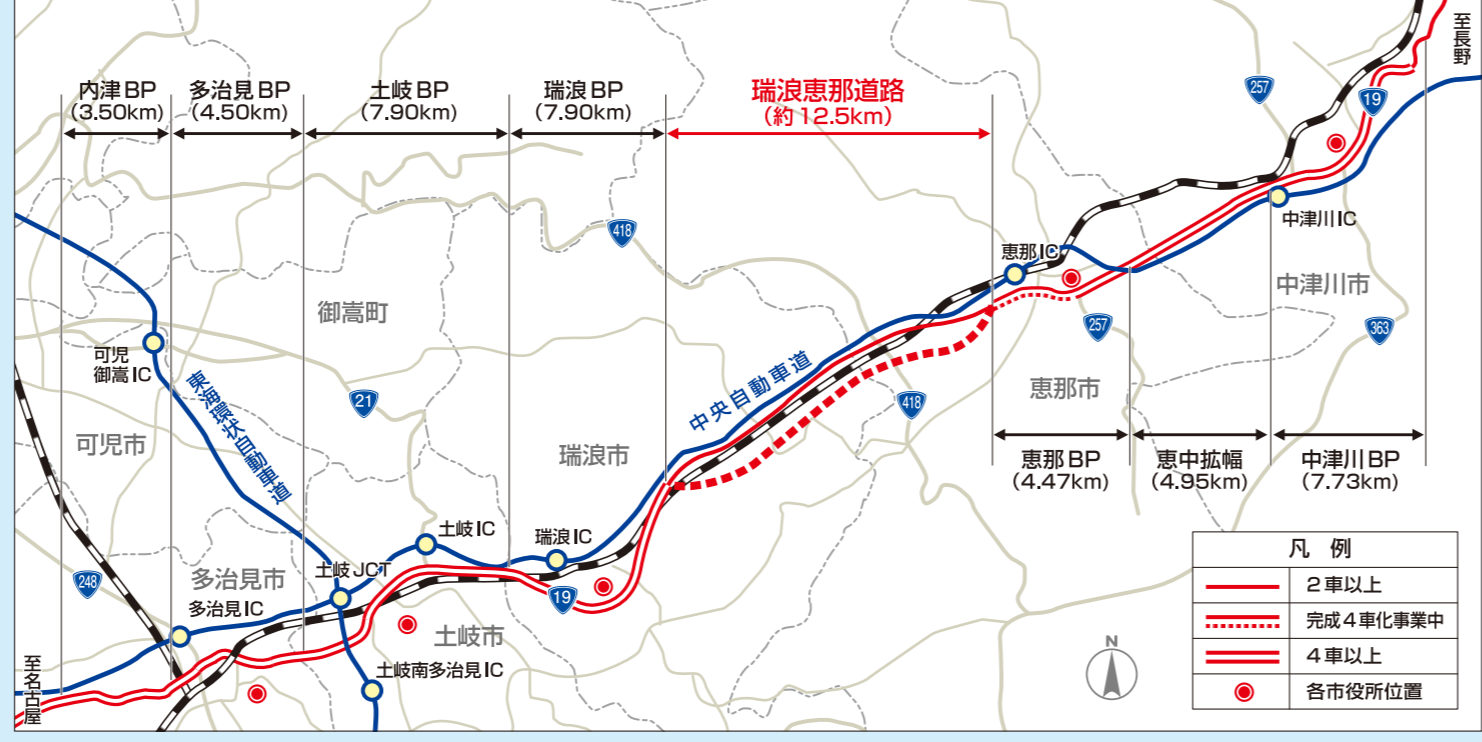 内津BP
(3.50km)
多治見BP
(4.50km)
土岐BP
(7.90km)
瑞浪BP
(7.90km)
瑞浪恵那道路
(約12.5km)
至長野
257
19
418
中津川IC
恵那IC
中津川市
御嵩町
257
363
可児
御嵩IC
東海環状自動車道
21
中央自動車道
418
恵那市
可児市
瑞浪市
恵那BP
(4.47km)
恵中拡幅
(4.95km)
中津川BP
(7.73km)
土岐IC
瑞浪IC
土岐JCT
248
多治見市
多治見IC
19
土岐市
土岐南多治見IC
至名古屋
N
凡 例
2車以上
完成4車化事業中
4車以上
各市役所位置